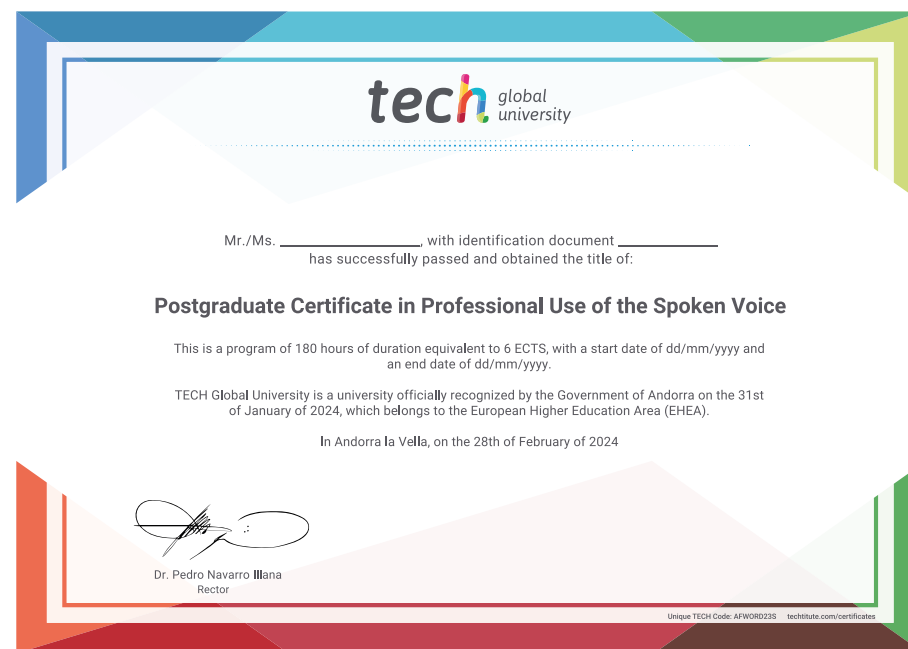 tech global
university
Mr./Ms. ____________________, with identification document ______________
has successfully passed and obtained the title of:
Postgraduate Certificate in Professional Use of the Spoken Voice
This is a program of 180 hours of duration equivalent to 6 ECTS, with a start date of dd/mm/yyyy and
an end date of dd/mm/yyyy.
TECH Global University is a university officially recognized by the Government of Andorra on the 31st
of January of 2024, which belongs to the European Higher Education Area (EHEA).
In Andorra la Vella, on the 28th of February of 2024
Dr. Pedro Navarro Illana
Rector
Unique TECH Code: AFWORD23S techtitute.com/certificates